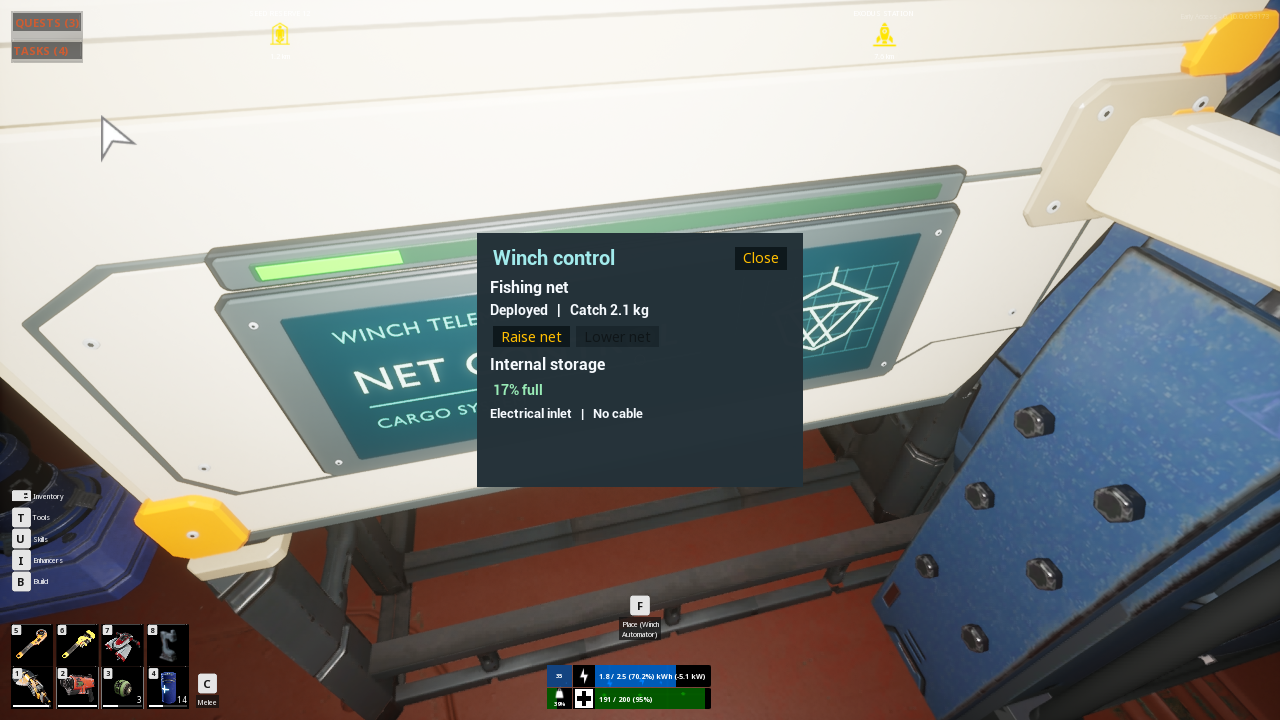 QUESTS (3)
TASKS (4)
WINCH TELE
NET
CARGO SY
Winch control
Close
Fishing net
Deployed | Catch 2.1 kg
Raise net
Lower net
Internal storage
17% full
Electrical inlet | No cable
Inventory
T Tools
U Skills
I Enhancers
B Build
F
Place (Winch
Automator)
5 6 7 8
1 2 3 3 4 14
C
Melee
35
1.8 / 2.5 (70.2%) kWh (-5.1 kW)
39%
191 / 200 (95%)